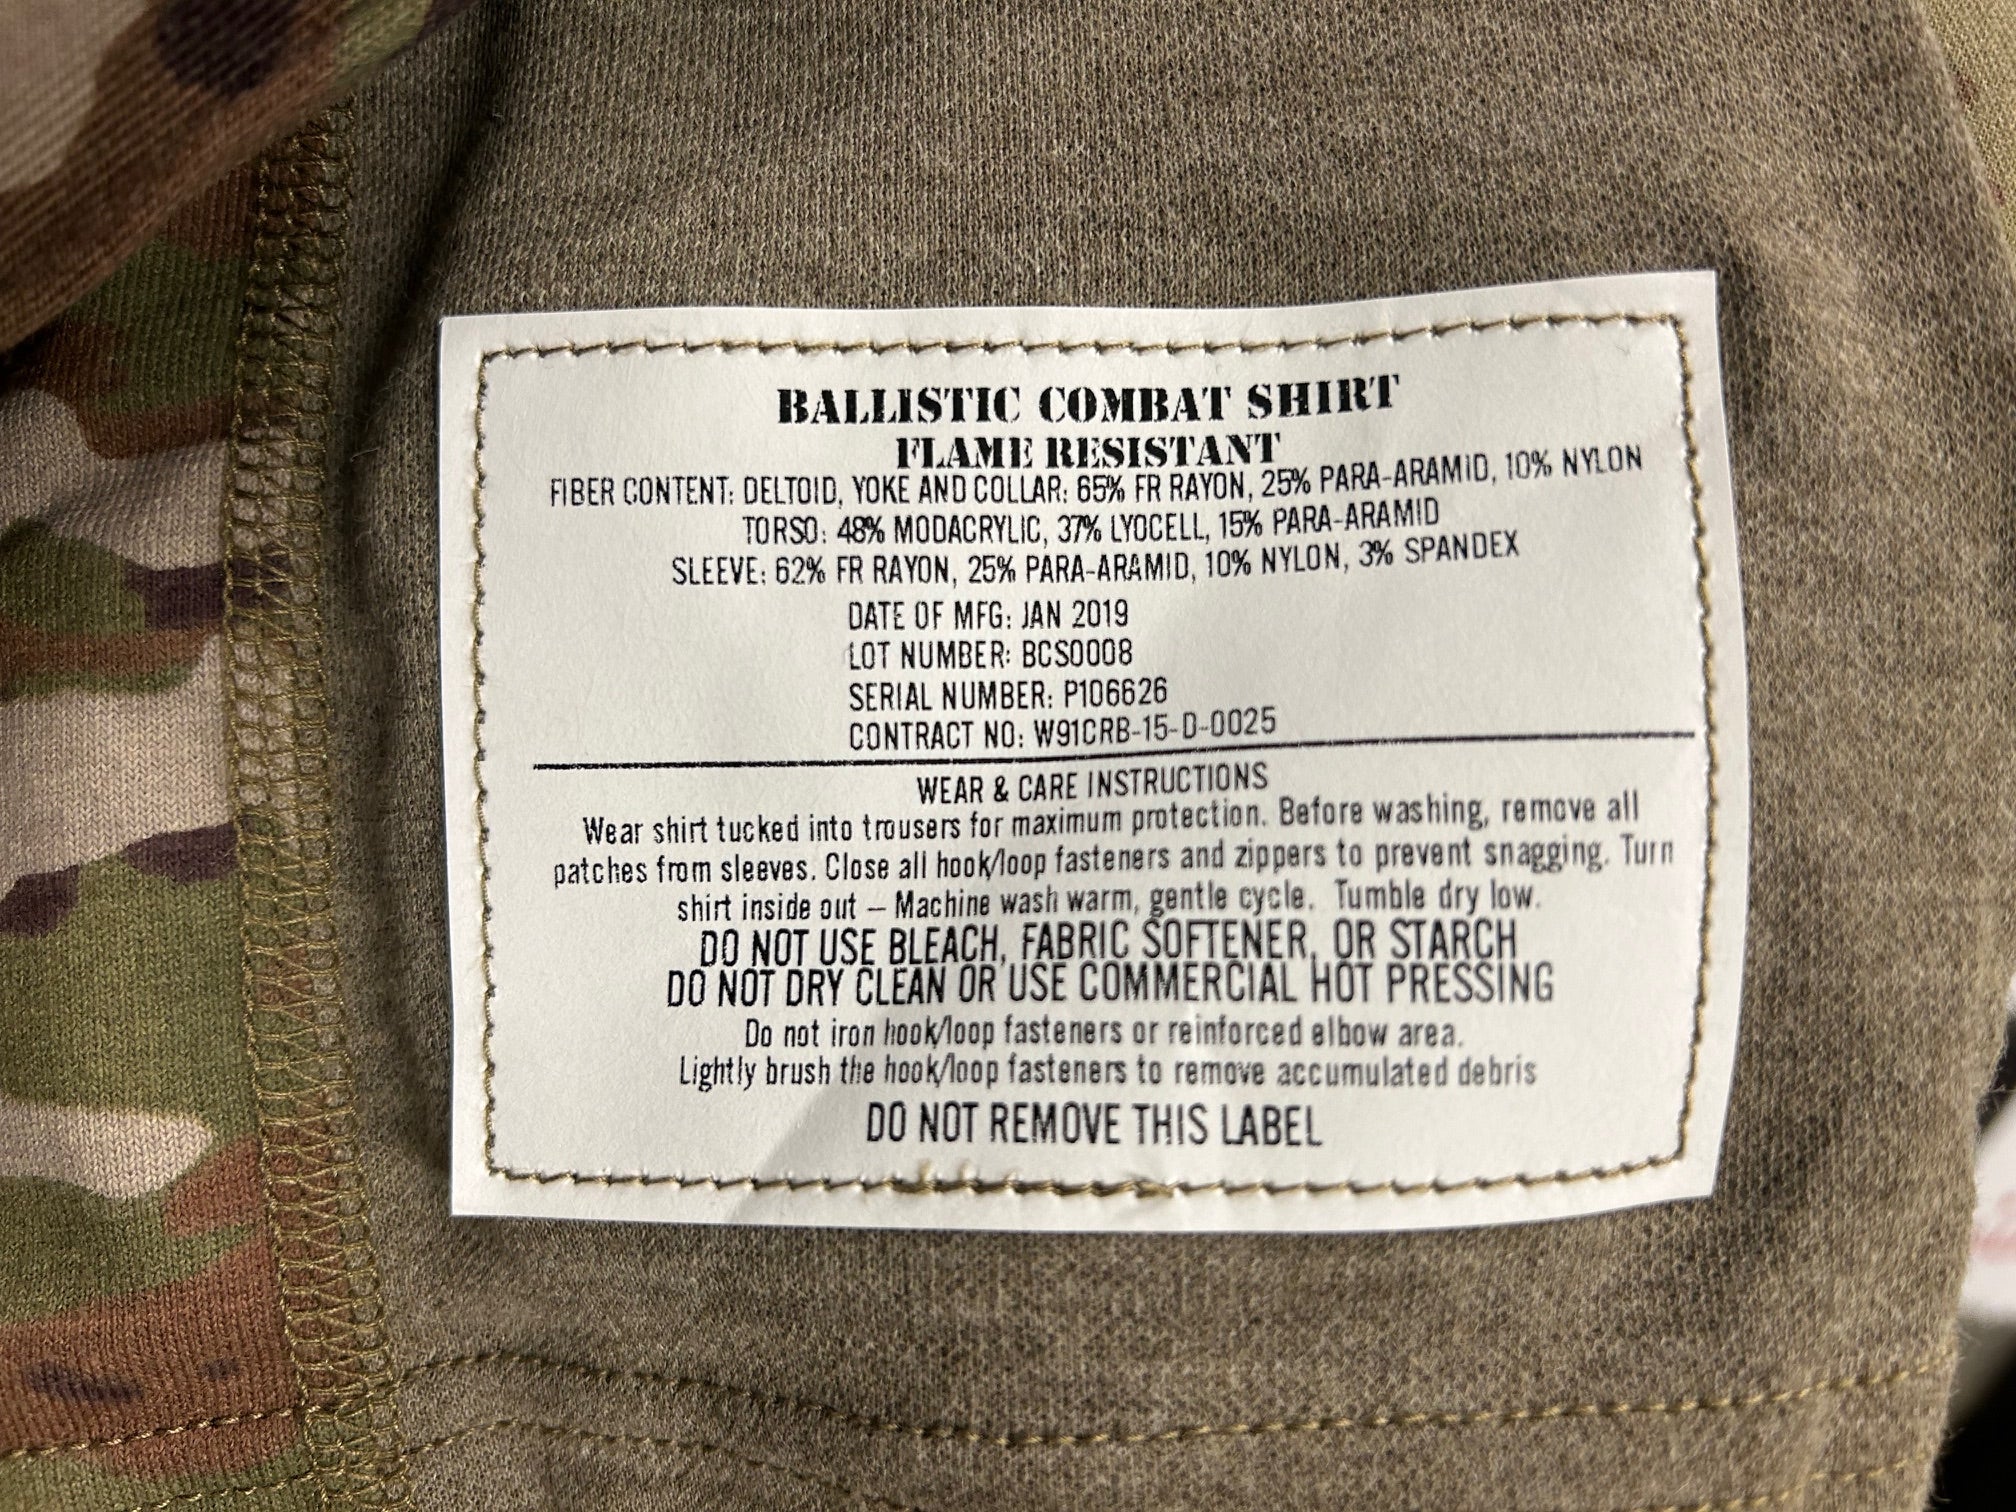 BALLISTIC COMBAT SHIRT
FLAME RESISTANT
FIBER CONTENT: DELTOID, YOKE AND COLLAR: 65% FR RAYON, 25% PARA-ARAMID, 10% NYLON
TORSO: 48% MODACRYLIC, 37% LYOCELL, 15% PARA-ARAMID
SLEEVE: 62% FR RAYON, 25% PARA-ARAMID, 10% NYLON, 3% SPANDEX
DATE OF MFG: JAN 2019
LOT NUMBER: BCS0008
SERIAL NUMBER: P106626
CONTRACT NO: W91CRB-15-D-0025
WEAR & CARE INSTRUCTIONS
Wear shirt tucked into trousers for maximum protection. Before washing, remove all
patches from sleeves. Close all hook/loop fasteners and zippers to prevent snagging. Turn
shirt inside out – Machine wash warm, gentle cycle. Tumble dry low.
DO NOT USE BLEACH, FABRIC SOFTENER, OR STARCH
DO NOT DRY CLEAN OR USE COMMERCIAL HOT PRESSING
Do not iron hook/loop fasteners or reinforced elbow area.
Lightly brush the hook/loop fasteners to remove accumulated debris
DO NOT REMOVE THIS LABEL